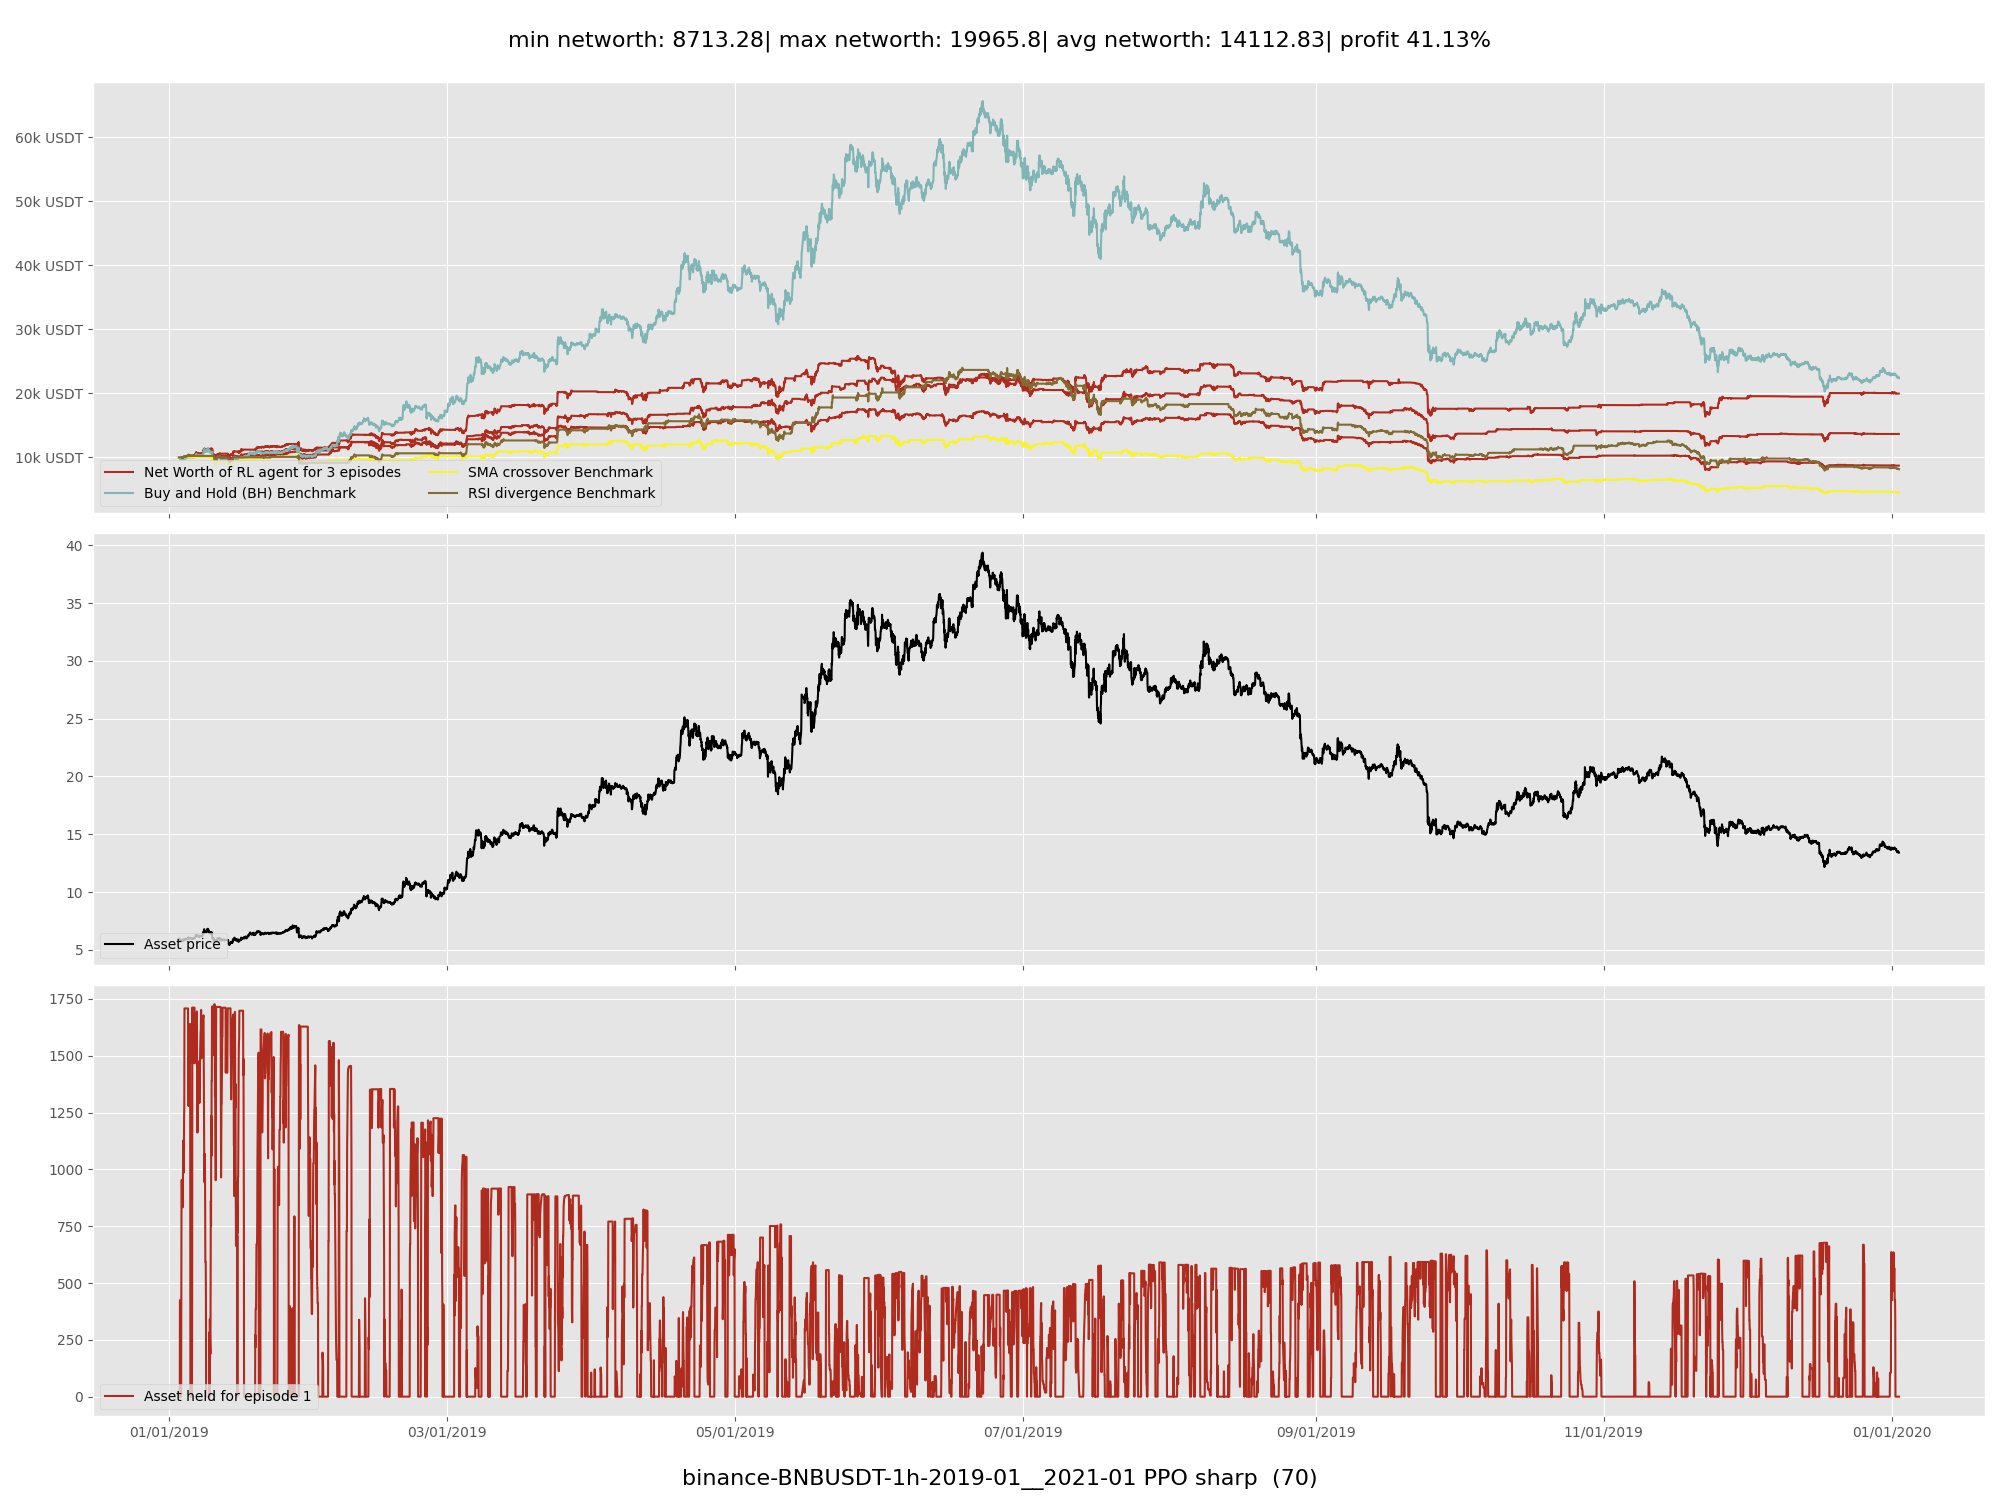 min networth: 8713.28| max networth: 19965.8| avg networth: 14112.83| profit 41.13%
60k USDT
50k USDT
40k USDT
30k USDT
20k USDT
10k USDT
Net Worth of RL agent for 3 episodes
Buy and Hold (BH) Benchmark
SMA crossover Benchmark
RSI divergence Benchmark
40
35
30
25
20
15
10
5
Asset price
1750
1500
1250
1000
750
500
250
0
Asset held for episode 1
01/01/2019
03/01/2019
05/01/2019
07/01/2019
09/01/2019
11/01/2019
01/01/2020
binance-BNBUSDT-1h-2019-01__2021-01 PPO sharp  (70)